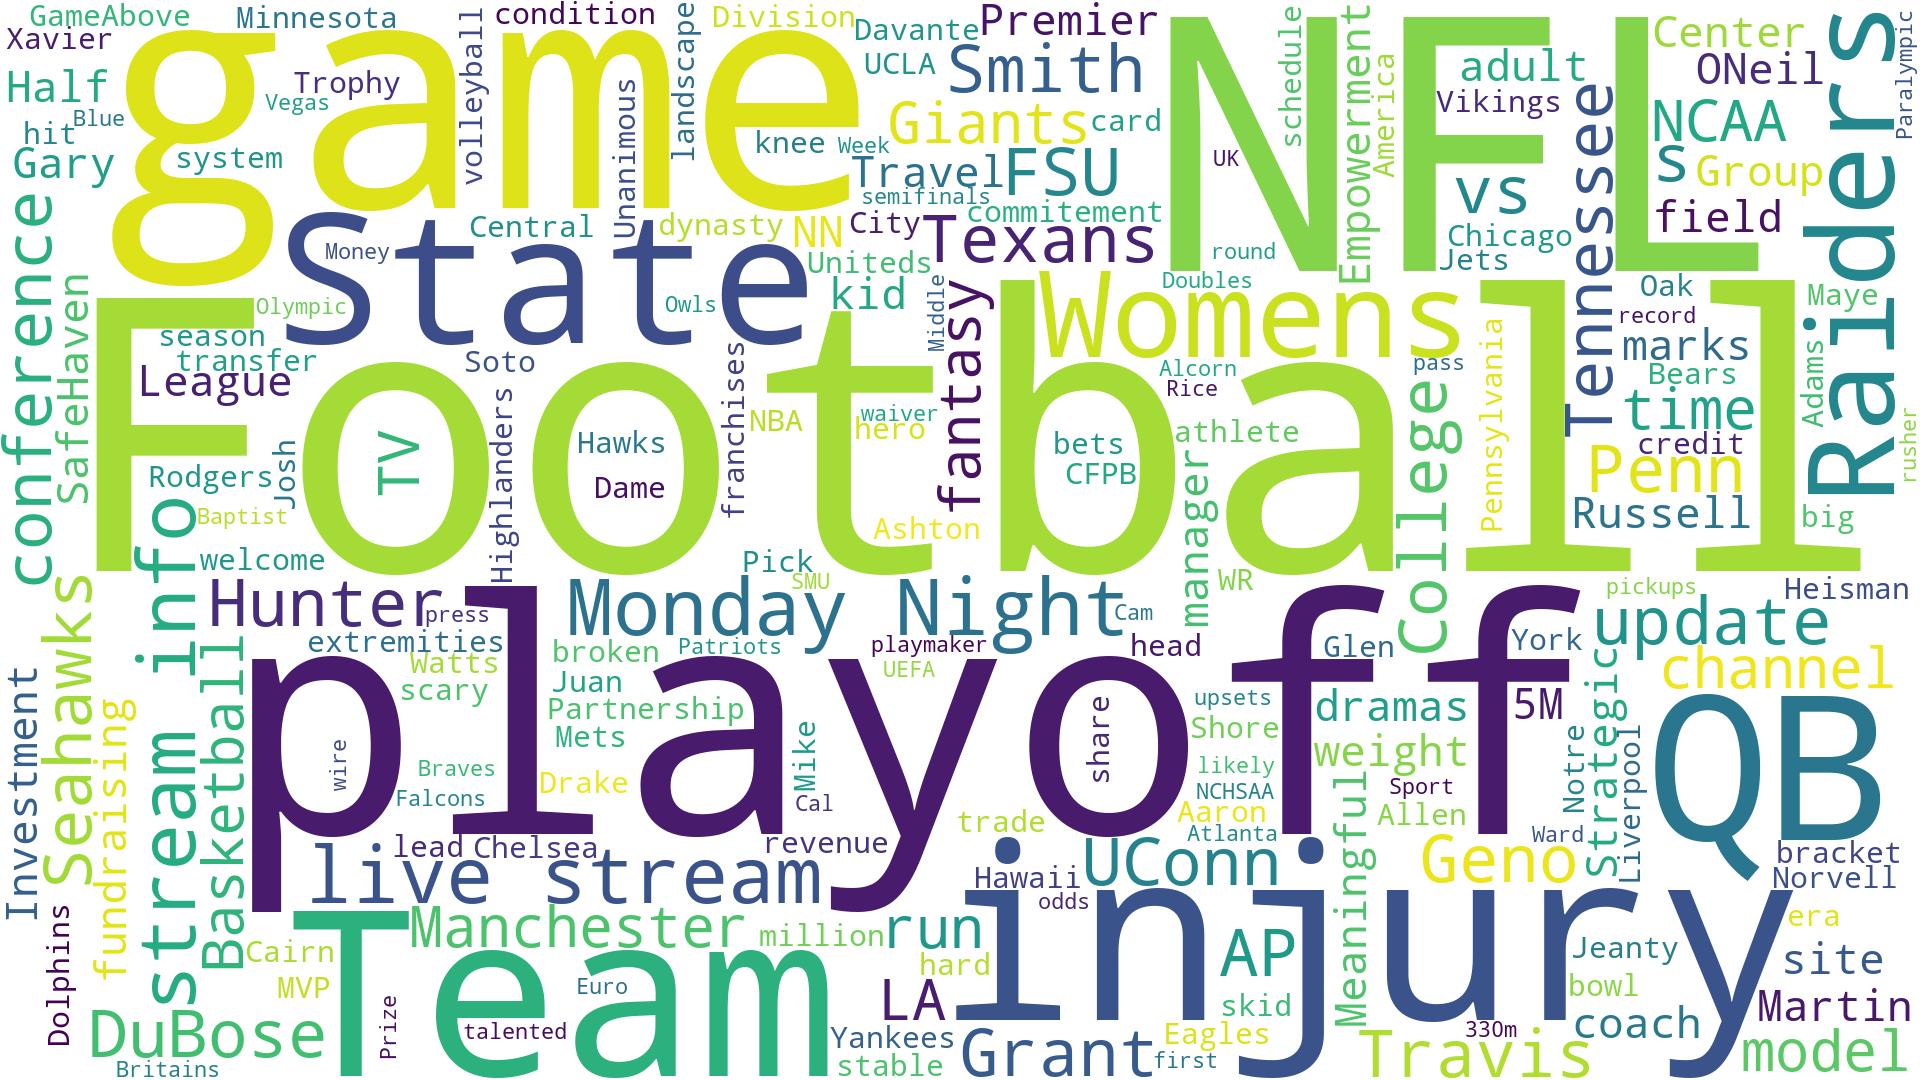 GameAbove
Minnesota
condition
landscape
Division
Davante
Premier
NFL
schedule
Empowerment
Center
Raiders
Paralympic
Xavier
game
volleyball
UCLA
Smith
adult
ONeil
Half
Trophy
Vegas
Unanimous
America
Vikings
Blue
hit
Giants
card
NCAA
Gary
system
knee
Week
Travel
FSU
UK
vs
s
Group
semifinals
conference
State
Central
dynasty
NN
City
commitement
field
Tennessee
Money
Uniteds
Texans
round
Chicago
Jets
SafeHaven
Olympic
Owls
kid
Middle
fantasy
Womens
Doubles
Oak
record
Maye
season
transfer
Football
Soto
marks
pass
Pennsylvania
Adams
League
franchises
NBA
waiver
hero
Alcorn
Rice
College
Bears
time
rusher
Josh
TV
Highlanders
Hawks
Dame
bets
CFPB
athlete
manager
credit
Penn
Rodgers
Baptist
Ashton
Russell
big
stream info
welcome
Pick
SMU
WR
pickups
Heisman
Seahawks
Hunter
press
Monday Night
Cam
update
extremities
broken
Patriots
playmaker
UEFA
head
Glen
York
Basketball
playoff
Watts
scary
Juan
Partnership
Mets
Mike
share
upsets
Shore
dramas
5M
Strategic
channel
Investment
fundraising
wire
Braves
Falcons
Drake
Cal
likely
NCHSAA
weight
Meaningful
Sport
Notre
Liverpool
QB
trade
Aaron
Allen
lead
Chelsea
revenue
Atlanta
Ward
bracket
live stream
injury
Hawaii
odds
UConn
Geno
Norvell
Dolphins
Team
Manchester
million
run
era
Cairn
hard
AP
Jeanty
site
MVP
Euro
LA
skid
bowl
Martin
DuBose
Prize
talented
Yankees
stable
Grant
Eagles
first
330m
Travis
coach
model
Britains